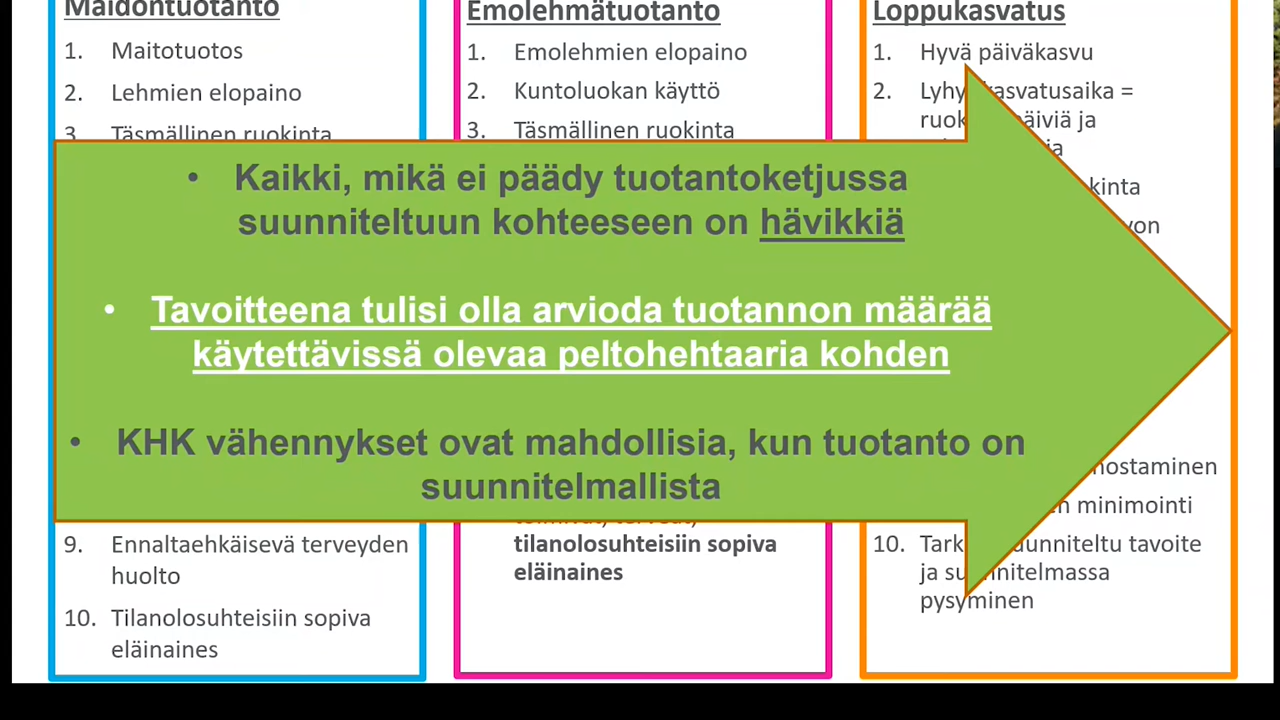 Maidontuotanto
1. Maitotuotos
2. Lehmien elopaino
3. Täsmällinen ruokinta
9. Ennaltaehkäisevä terveyden
huolto
10. Tilanolosuhteisiin sopiva
eläinaines
Emolehmätuotanto
1. Emolehmien elopaino
2. Kuntoluokan käyttö
3. Täsmällinen ruokinta
tilanolosuhteisiin sopiva
eläinaines
Loppukasvatus
1. Hyvä päiväkasvu
2.
ja
minimointi
10. tavoite
ja
pysyminen
• Kaikki, mikä ei päädy tuotantoketjussa
suunniteltuun kohteeseen on hävikkiä
• Tavoitteena tulisi olla arvioda tuotannon määrää
käytettävissä olevaa peltohehtaaria kohden
• KHK vähennykset ovat mahdollisia, kun tuotanto on
suunnitelmallista